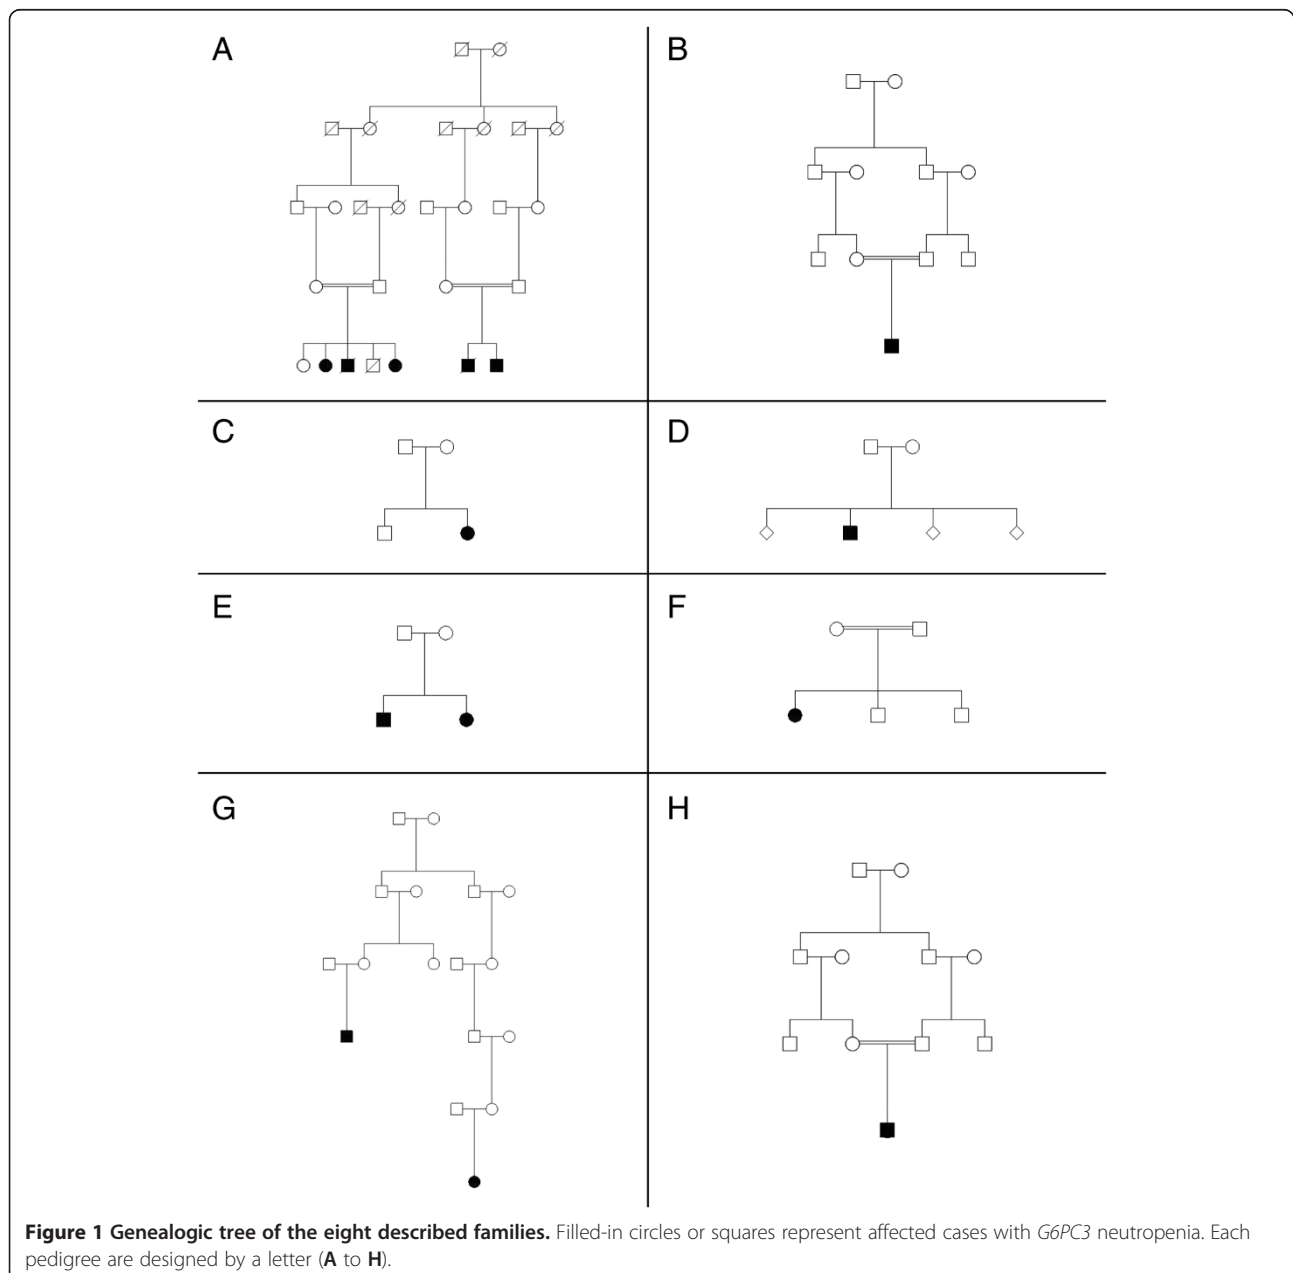 A
B
C
D
E
F
G
H
Figure 1 Genealogic tree of the eight described families. Filled-in circles or squares represent affected cases with G6PC3 neutropenia. Each
pedigree are designed by a letter (A to H).